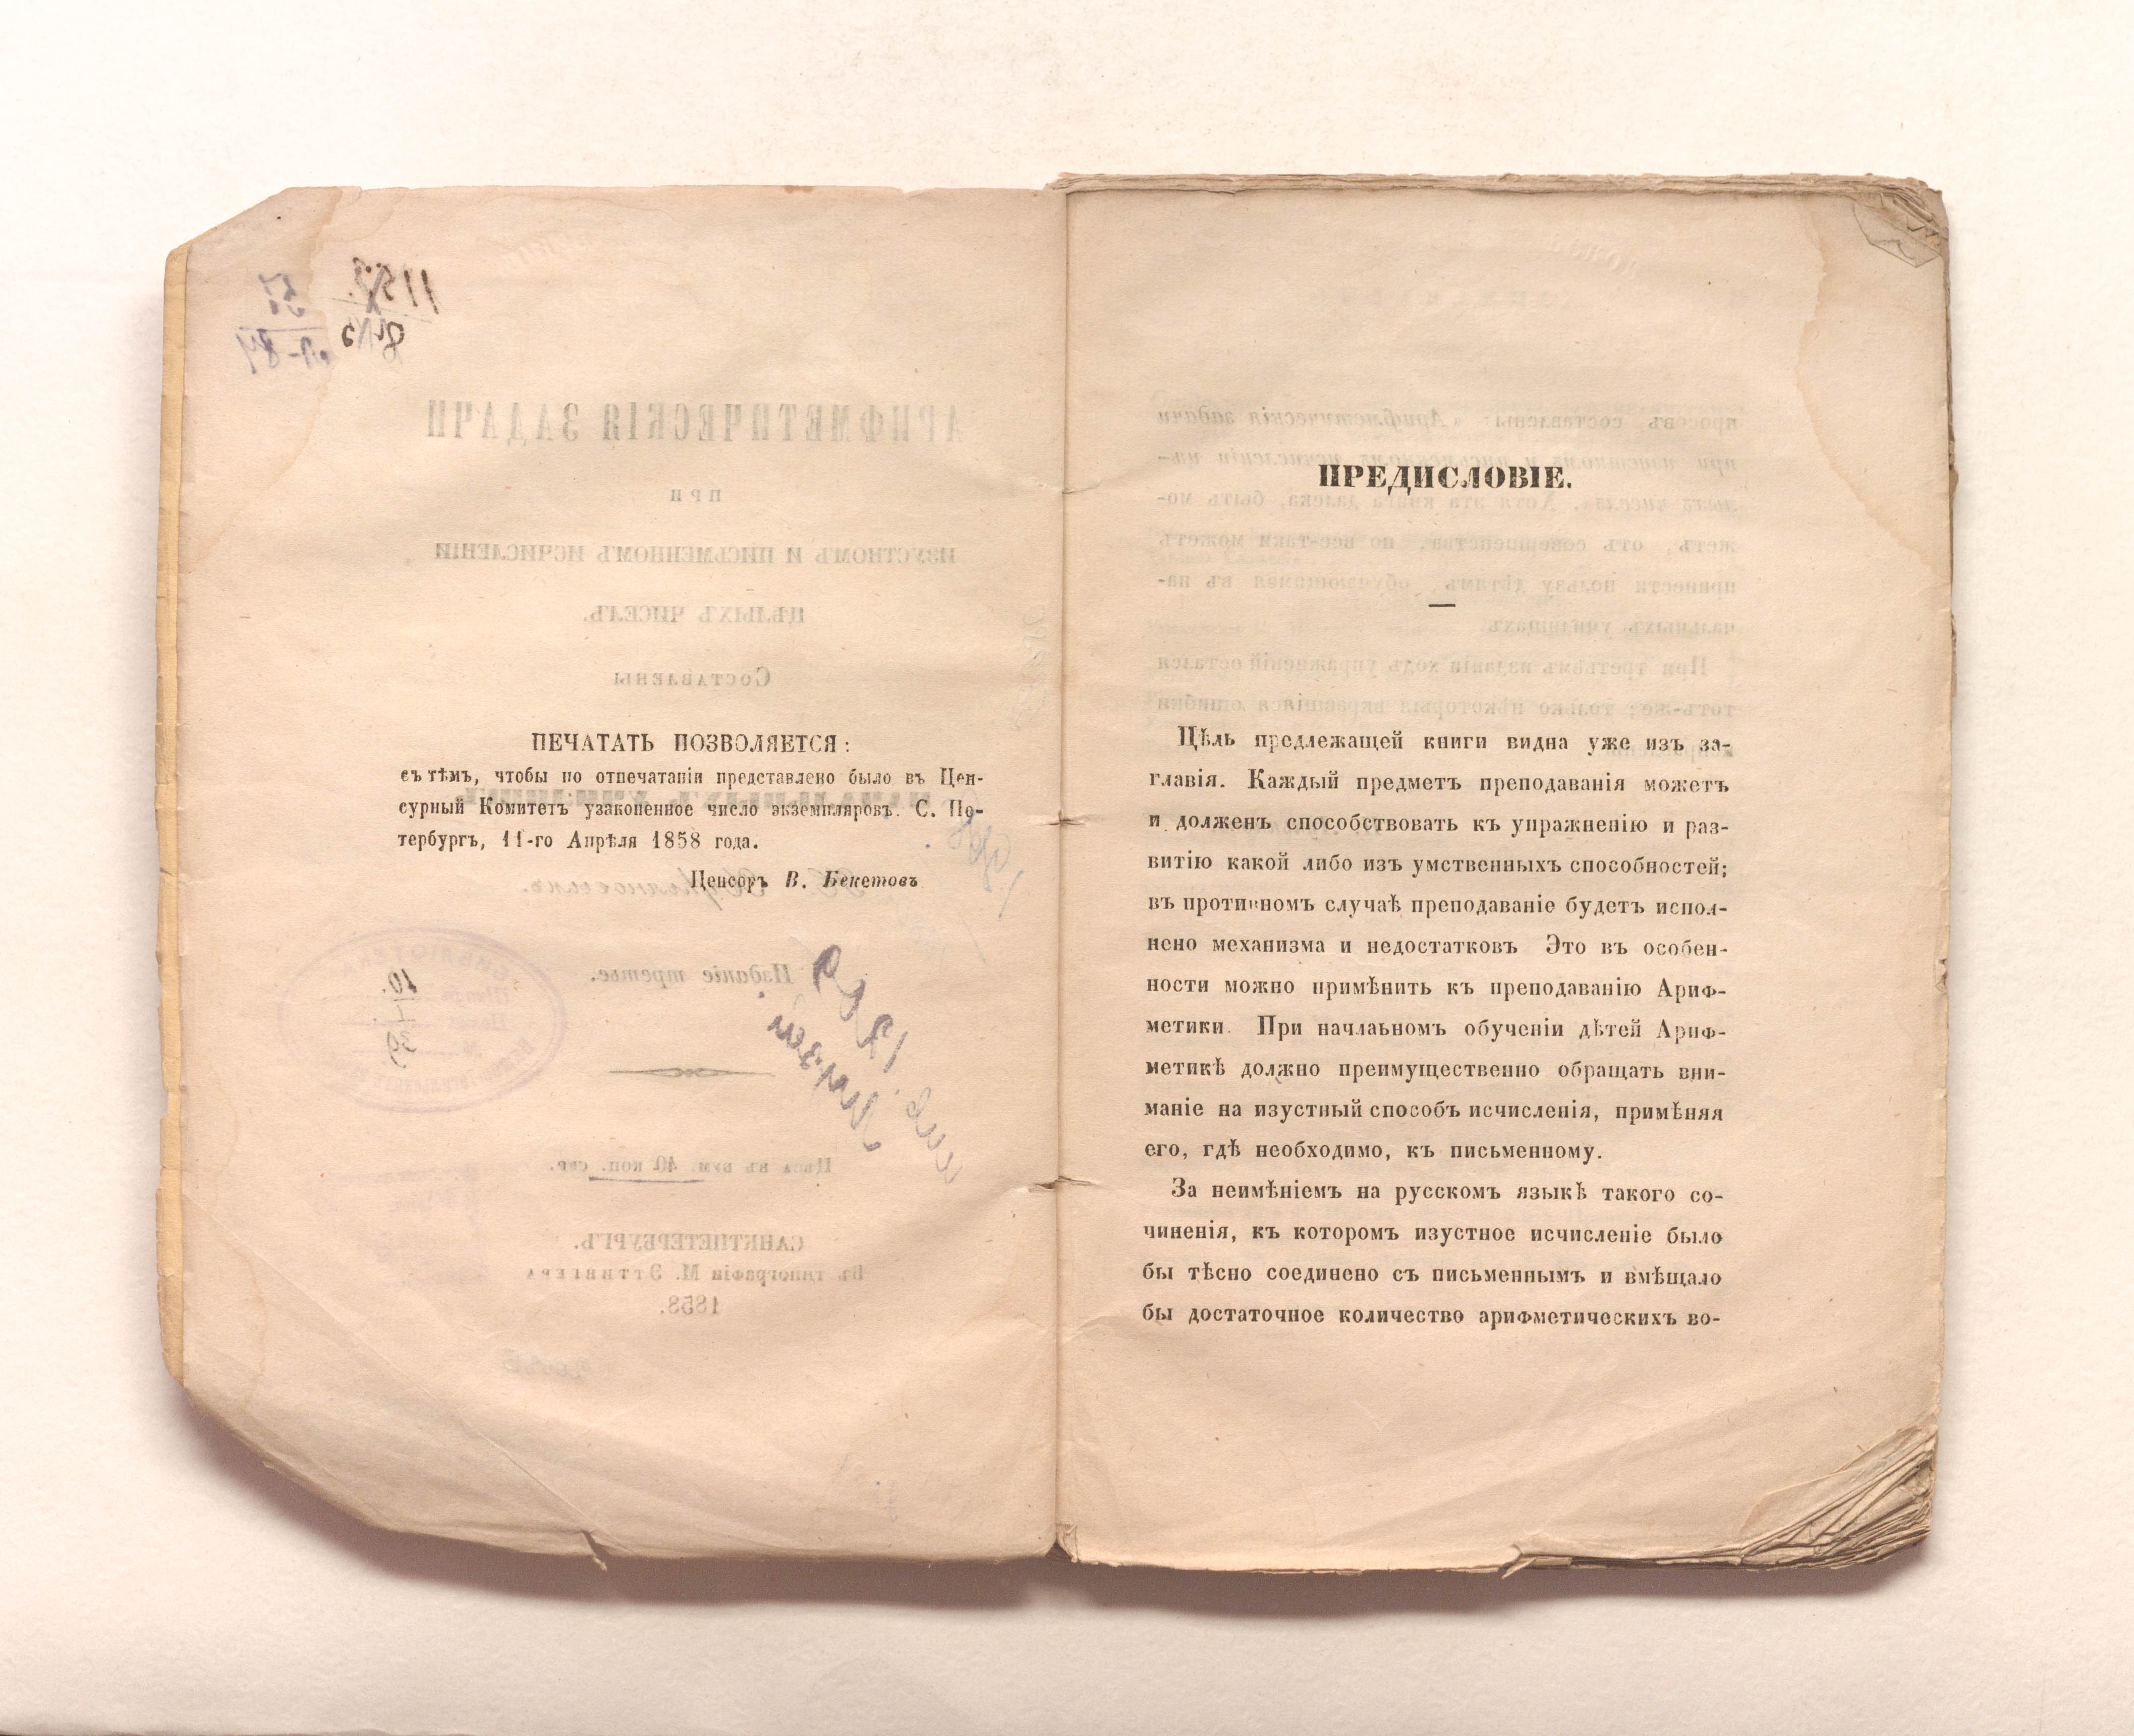 ПЕЧАТАТЬ ПОЗВОЛЯЕТСЯ:
съ тѣмъ, чтобы по отпечатаніи представлено было въ Цен-
сурный Комитетъ узаконенное число экземпляровъ. С. Пе-
тербургъ, 11-го Апрѣля 1858 года.
Ценсоръ В. Бекетовъ
ПРЕДИСЛОВІЕ.
Цѣль предлежащей книги видна уже изъ за-
главія. Каждый предметъ преподаванія можетъ
и долженъ способствовать къ упражненію и раз-
витію какой либо изъ умственныхъ способностей;
въ противномъ случаѣ преподаваніе будетъ испол-
нено механизма и недостатковъ Это въ особен-
ности можно примѣнить къ преподаванію Ариф-
метики. При начлаьномъ обученіи дѣтей Ариф-
метикѣ должно преимущественно обращать вни-
маніе на изустный способъ исчисленія, примѣняя
его, гдѣ необходимо, къ письменному.
За неимѣніемъ на русскомъ языкѣ такого со-
чиненія, къ которомъ изустное исчисленіе было
бы тѣсно соединено съ письменнымъ и вмѣщало
бы достаточное количество арифметическихъ во-